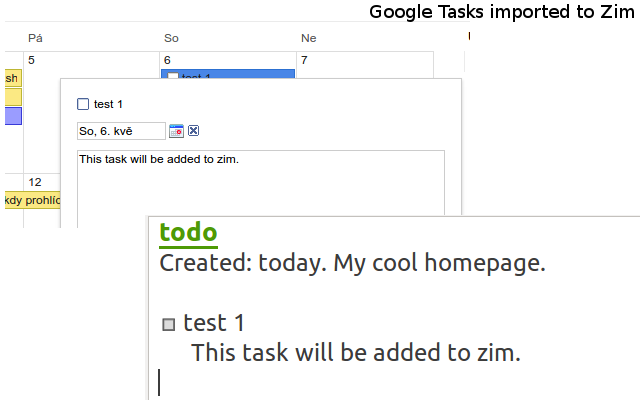 Google Tasks imported to Zim
Pá So Ne
5 6 7
sh test 1
test 1
So, 6. kvě
This task will be added to zim.
12
kdy prohlíc
todo
Created: today. My cool homepage.
test 1
This task will be added to zim.